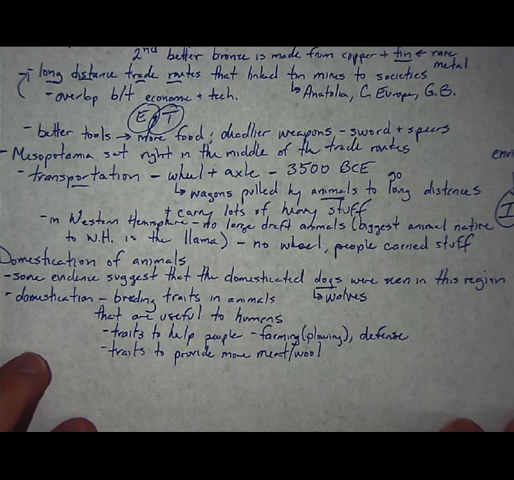 2nd better bronze is made from copper + tin ← rare metal
- long distance trade routes that linked tin mines to societies
↳ Anatolia, C. Europe, G.B.
- overlap b/t economic + tech.
E T
- better tools → more food, deadlier weapons - sword + spears
- Mesopotamia sat right in the middle of the trade routes
- transportation - wheel + axle - 3500 BCE
↳ wagons pulled by animals to go long distances
+ carry lots of heavy stuff
- in Western Hemisphere - no large draft animals (biggest animal native
to W.H. is the llama) - no wheel, people carried stuff
I
Domestication of animals
- some evidence suggest that the domesticated dogs were seen in this region
↳ wolves
- domestication - breeding traits in animals
that are useful to humans
- traits to help people - farming (plowing), defense
- traits to provide more meat/wool